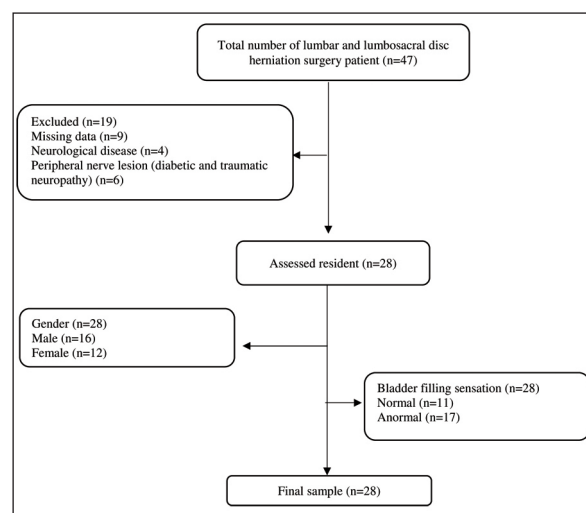 Total number of lumbar and lumbosacral disc
herniation surgery patient (n=47)
Excluded (n=19)
Missing data (n=9)
Neurological disease (n=4)
Peripheral nerve lesion (diabetic and traumatic
neuropathy) (n=6)
Assessed resident (n=28)
Gender (n=28)
Male (n=16)
Female (n=12)
Bladder filling sensation (n=28)
Normal (n=11)
Anormal (n=17)
Final sample (n=28)